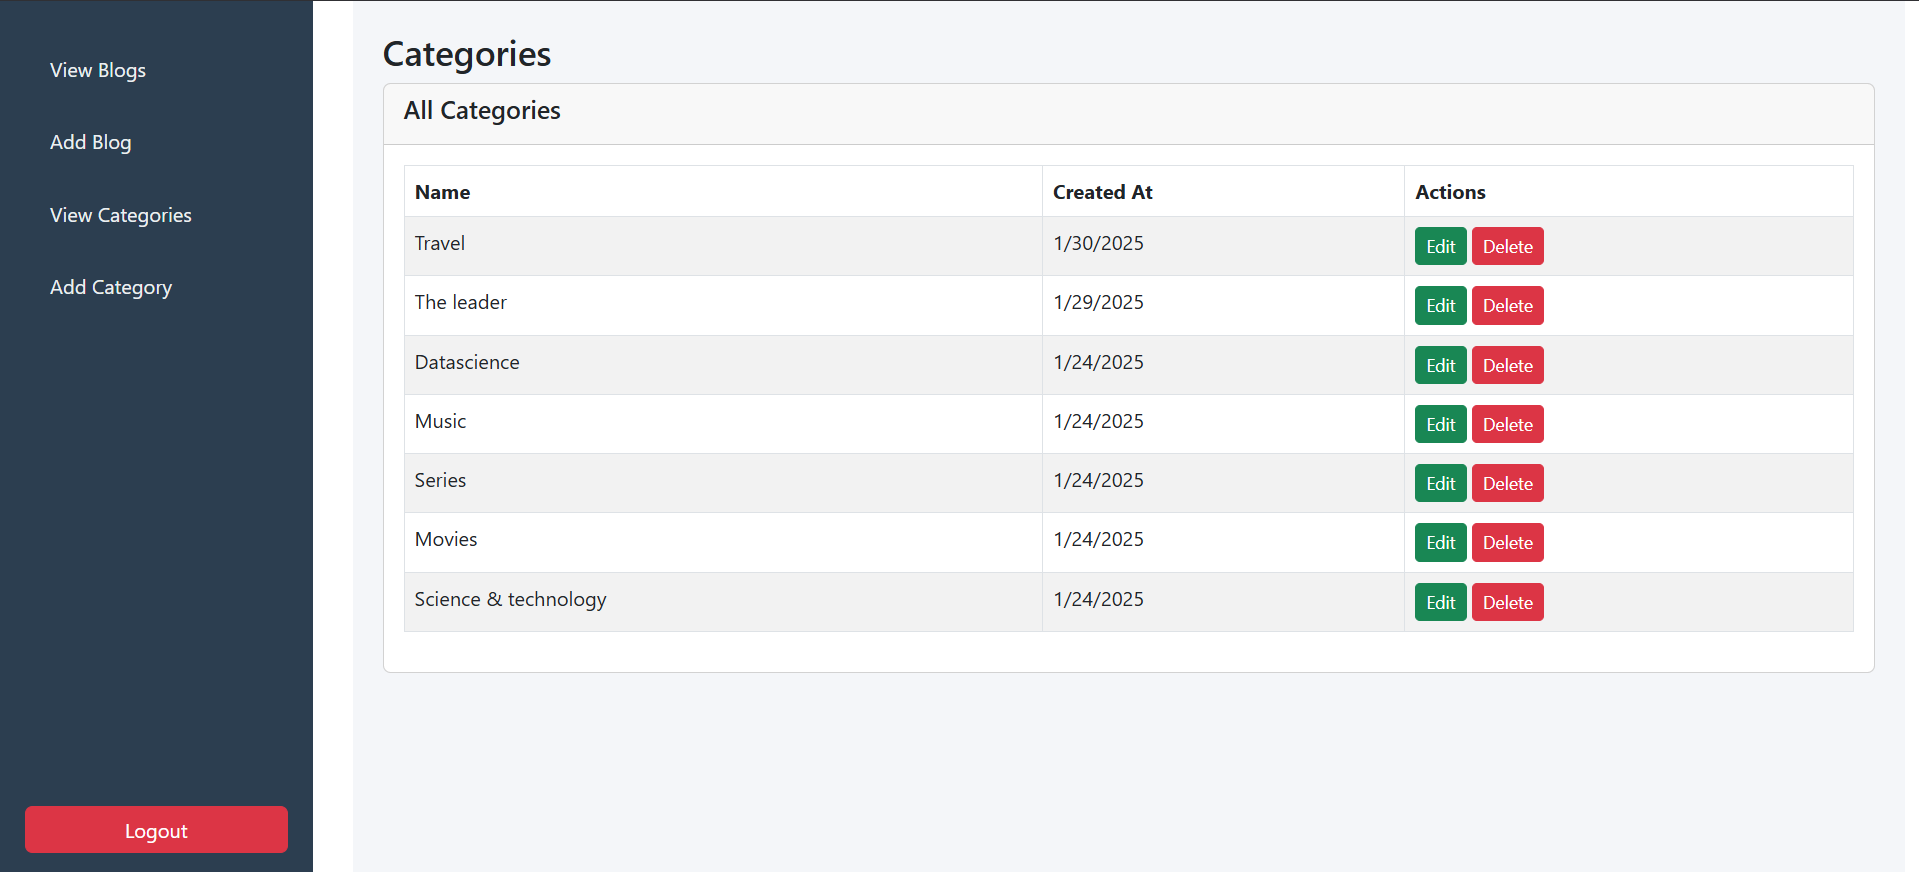 View Blogs
Add Blog
View Categories
Add Category
Logout
Categories
All Categories
Name Created At Actions
Travel 1/30/2025 Edit Delete
The leader 1/29/2025 Edit Delete
Datascience 1/24/2025 Edit Delete
Music 1/24/2025 Edit Delete
Series 1/24/2025 Edit Delete
Movies 1/24/2025 Edit Delete
Science & technology 1/24/2025 Edit Delete